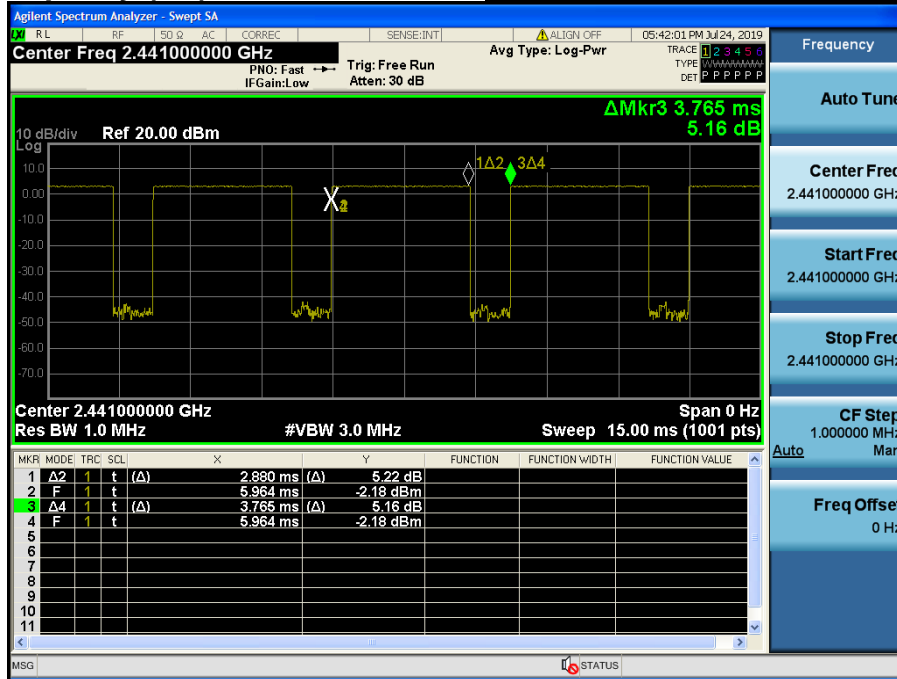 Agilent Spectrum Analyzer - Swept SA
LXI RL RF 50 Ω AC CORREC SENSE:INT ALIGN OFF 05:42:01 PM Jul 24, 2019
Center Freq 2.441000000 GHz Avg Type: Log-Pwr TRACE 1 2 3 4 5 6
PNO: Fast Trig: Free Run TYPE WWWWWW
IFGain:Low Atten: 30 dB DET P P P P P P
Frequency
Auto Tune
Center Freq
2.441000000 GHz
Start Freq
2.441000000 GHz
Stop Freq
2.441000000 GHz
CF Step
1.000000 MHz
Auto Man
Freq Offset
0 Hz
ΔMkr3 3.765 ms
10 dB/div Ref 20.00 dBm 5.16 dB
Log
10.0
0.00
-10.0
-20.0
-30.0
-40.0
-50.0
-60.0
-70.0
1Δ2 3Δ4
X
Center 2.441000000 GHz Span 0 Hz
Res BW 1.0 MHz #VBW 3.0 MHz Sweep 15.00 ms (1001 pts)
MKR MODE TRC SCL X Y FUNCTION FUNCTION WIDTH FUNCTION VALUE
1 Δ2 1 t (Δ) 2.880 ms (Δ) 5.22 dB
2 F 1 t 5.964 ms -2.18 dBm
3 Δ4 1 t (Δ) 3.765 ms (Δ) 5.16 dB
4 F 1 t 5.964 ms -2.18 dBm
5
6
7
8
9
10
11
MSG STATUS